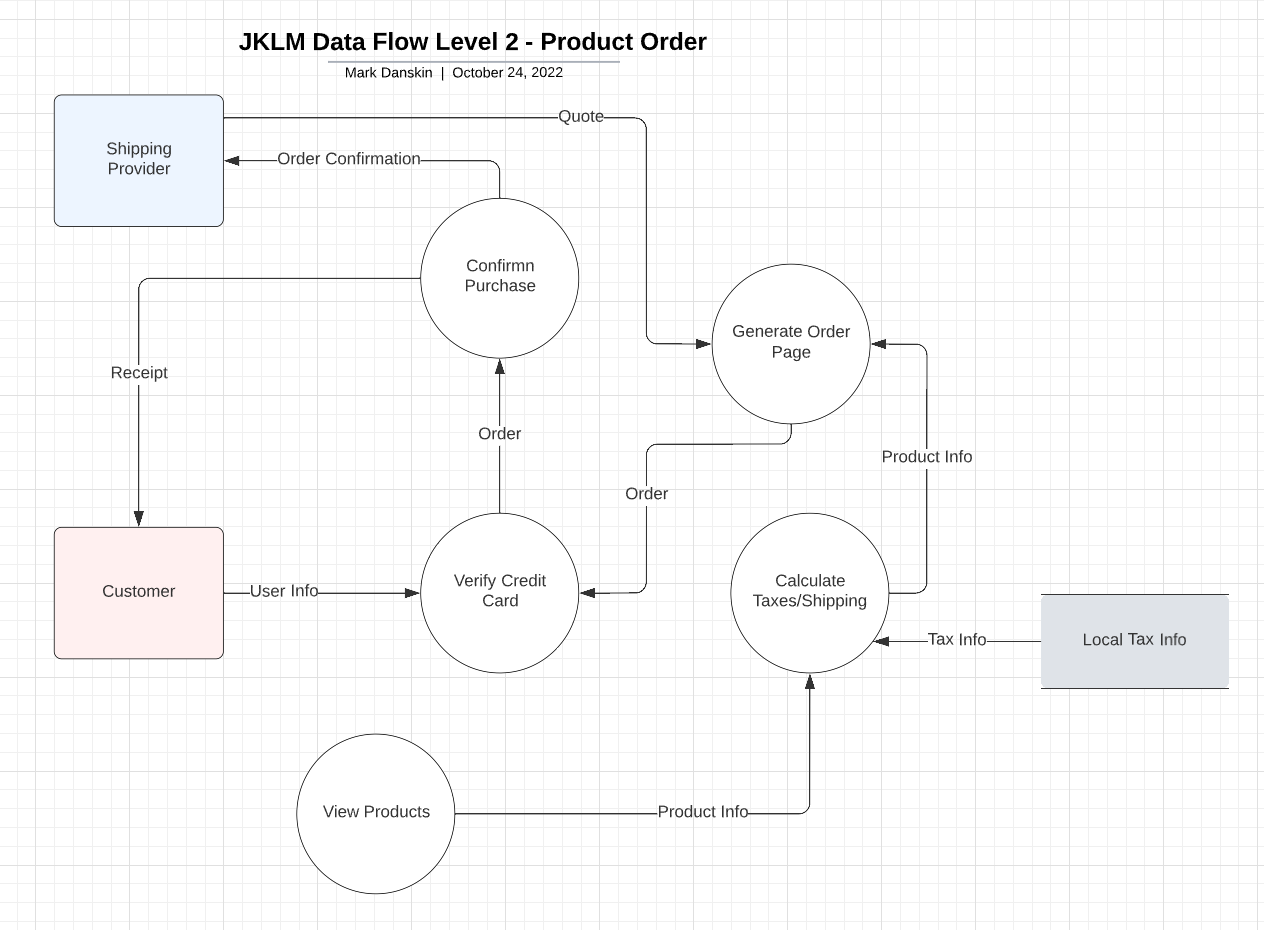 JKLM Data Flow Level 2 - Product Order
Mark Danskin | October 24, 2022
Quote
Shipping
Provider
Order Confirmation
Confirmn
Purchase
Generate Order
Page
Receipt
Order
Product Info
Order
Customer
User Info
Verify Credit
Card
Calculate
Taxes/Shipping
Tax Info
Local Tax Info
View Products
Product Info